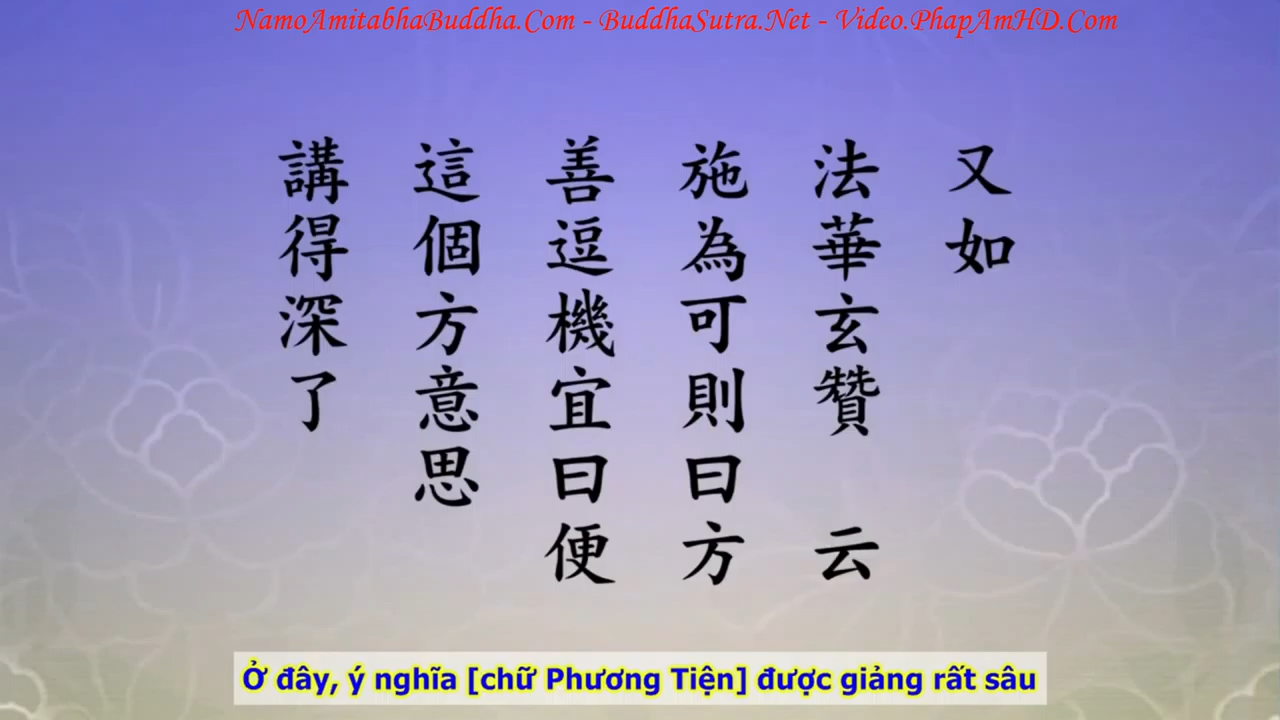 NamoAmitabhaBuddha.Com - BuddhaSutra.Net - Video.PhapAmHD.Com
又如
法華玄贊 云
施為可則曰方
善逗機宜曰便
這個方意思
講得深了
Ở đây, ý nghĩa [chữ Phương Tiện] được giảng rất sâu